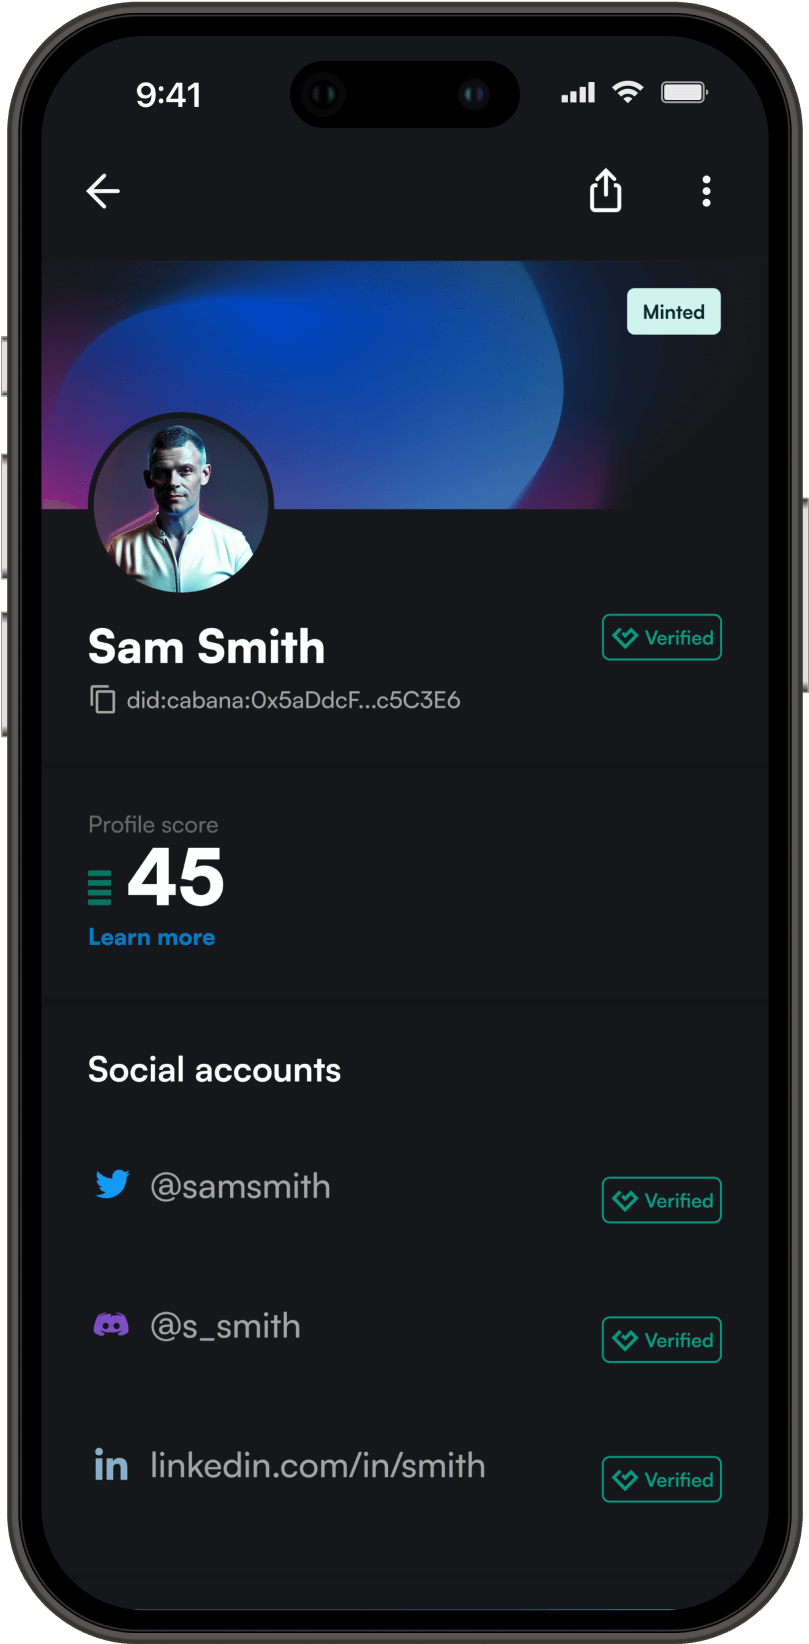 9:41
Minted
Sam Smith
Verified
did:cabana:0x5aDdcF...c5C3E6
Profile score
45
Learn more
Social accounts
@samsmith
Verified
@s_smith
Verified
in linkedin.com/in/smith
Verified